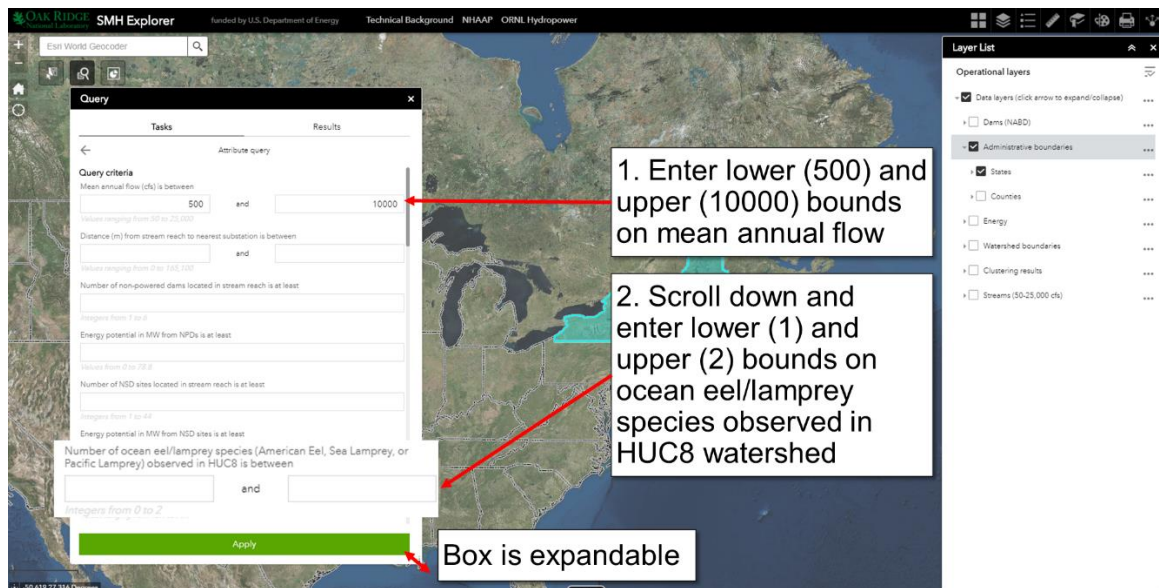 OAK RIDGE
National Laboratory
SMH Explorer
funded by U.S. Department of Energy
Technical Background NHAAP ORNL Hydropower
Esri World Geocoder
Query
Tasks
Results
Attribute query
Query criteria
Mean annual flow (cfs) is between
500 and 10000
Values ranging from 50 to 25,000
Distance (m) from stream reach to nearest substation is between
and
Values ranging from 0 to 165,100
Number of non-powered dams located in stream reach is at least
Integers from 1 to 6
Energy potential in MW from NPDs is at least
Values from 0 to 78.8
Number of NSD sites located in stream reach is at least
Integers from 1 to 44
Energy potential in MW from NSD sites is at least
Number of ocean eel/lamprey species (American Eel, Sea Lamprey, or
Pacific Lamprey) observed in HUC8 is between
and
Integers from 0 to 2
Apply
1. Enter lower (500) and
upper (10000) bounds
on mean annual flow
2. Scroll down and
enter lower (1) and
upper (2) bounds on
ocean eel/lamprey
species observed in
HUC8 watershed
Box is expandable
Layer List
Operational layers
Data layers (click arrow to expand/collapse)
Dams (NABD)
Administrative boundaries
States
Counties
Energy
Watershed boundaries
Clustering results
Streams (50-25,000 cfs)